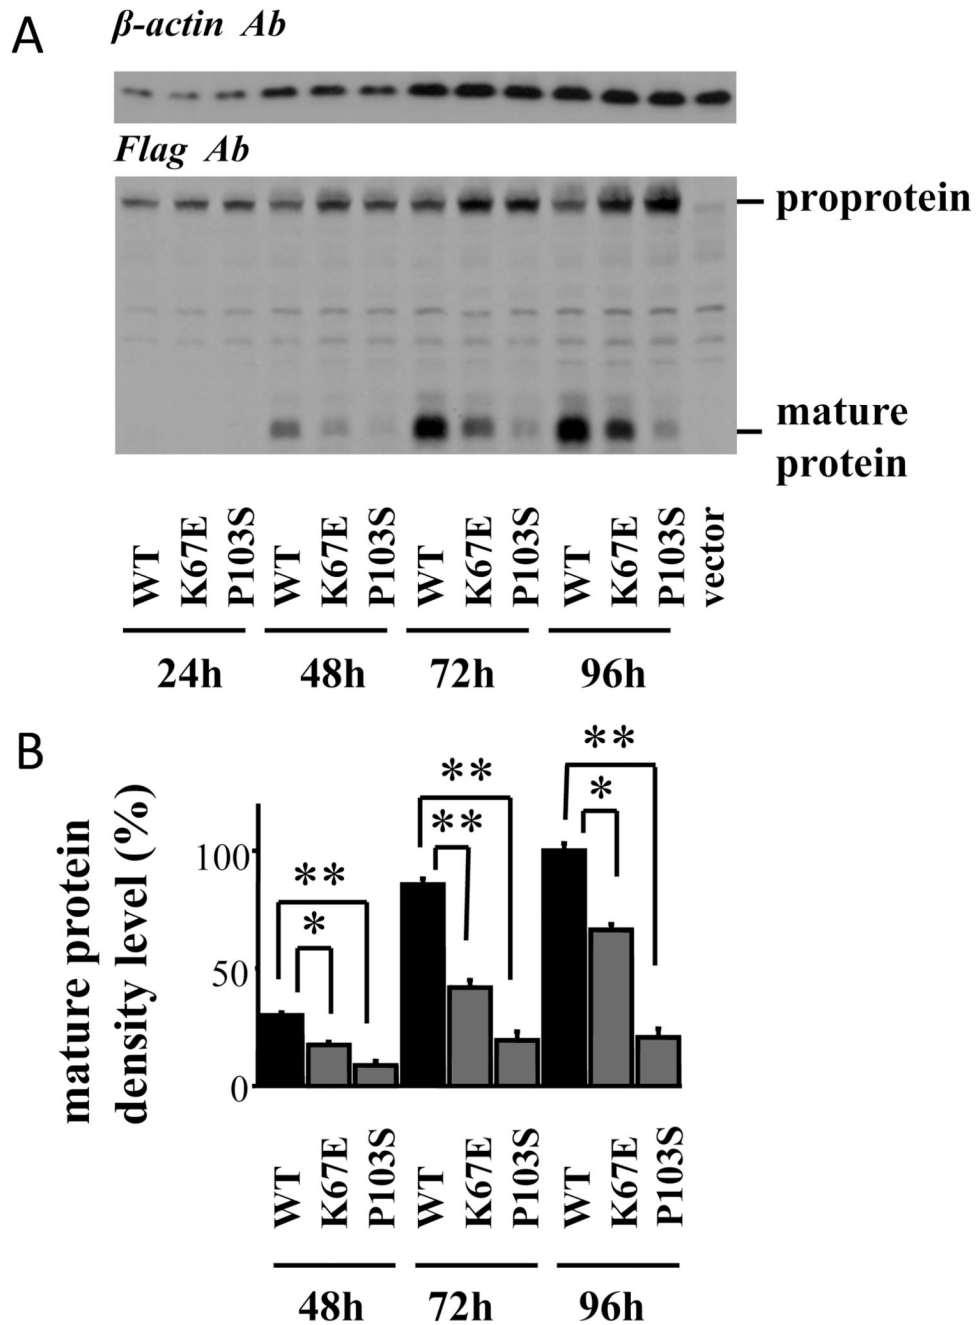 A
β-actin Ab
Flag Ab
proprotein
mature
protein
WT K67E P103S WT K67E P103S WT K67E P103S WT K67E P103S vector
24h 48h 72h 96h
B
mature protein
density level (%)
100
50
0
** * ** ** ** *
WT K67E P103S WT K67E P103S WT K67E P103S
48h 72h 96h